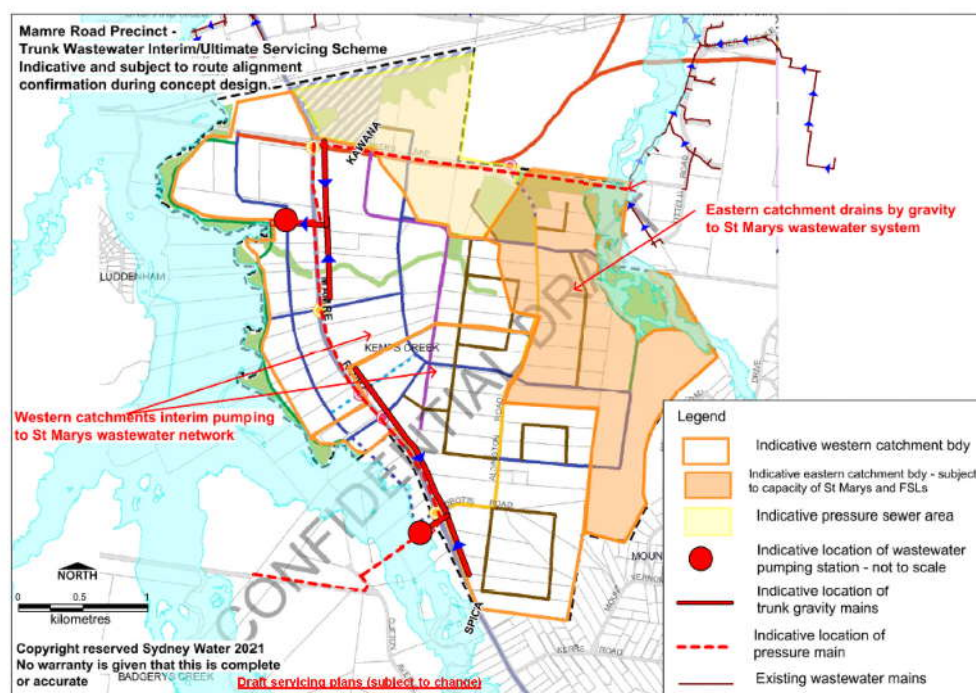 Mamre Road Precinct -
Trunk Wastewater Interim/Ultimate Servicing Scheme
Indicative and subject to route alignment
confirmation during concept design.
KAWANA
Eastern catchment drains by gravity
to St Marys wastewater system
LUDDENHAM
KEMPS CREEK
Western catchments interim pumping
to St Marys wastewater network
ROAD
ROAD
DRIVE
CONFIDENTIAL DRAFT
SPICA
MOUN
NORTH
0 0.5 1
kilometres
Copyright reserved Sydney Water 2021
No warranty is given that this is complete
or accurate
BADGERYS CREEK
Draft servicing plans (subject to change)
Legend
Indicative western catchment bdy
Indicative eastern catchment bdy - subject
to capacity of St Marys and FSLs
Indicative pressure sewer area
Indicative location of wastewater
pumping station - not to scale
Indicative location of
trunk gravity mains
Indicative location of
pressure main
Existing wastewater mains